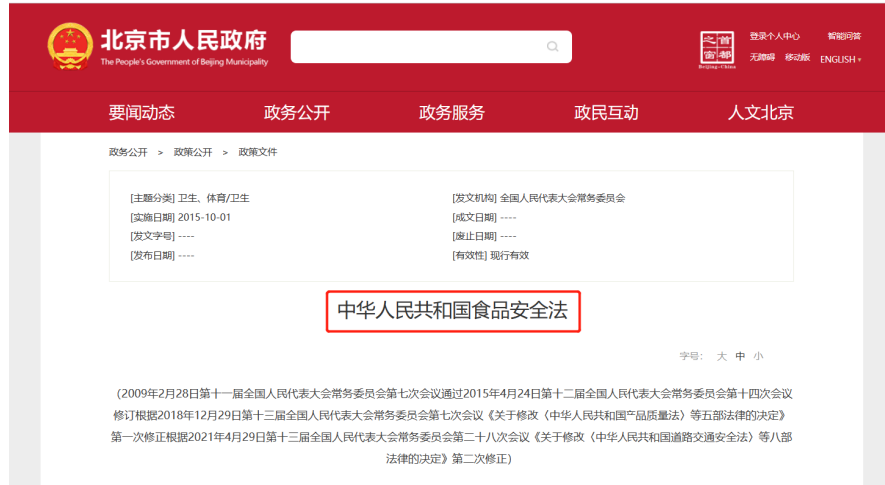 北京市人民政府
The People's Government of Beijing Municipality
首都之窗
Beijing-China
登录个人中心 智能问答
无障碍 移动版 ENGLISH
要闻动态 政务公开 政务服务 政民互动 人文北京
政务公开 > 政策公开 > 政策文件
[主题分类] 卫生、体育/卫生 [发文机构] 全国人民代表大会常务委员会
[实施日期] 2015-10-01 [成文日期] ----
[发文字号] ---- [废止日期] ----
[发布日期] ---- [有效性] 现行有效
中华人民共和国食品安全法
字号: 大 中 小
(2009年2月28日第十一届全国人民代表大会常务委员会第七次会议通过2015年4月24日第十二届全国人民代表大会常务委员会第十四次会议
修订根据2018年12月29日第十三届全国人民代表大会常务委员会第七次会议《关于修改〈中华人民共和国产品质量法〉等五部法律的决定》
第一次修正根据2021年4月29日第十三届全国人民代表大会常务委员会第二十八次会议《关于修改〈中华人民共和国道路交通安全法〉等八部
法律的决定》第二次修正)